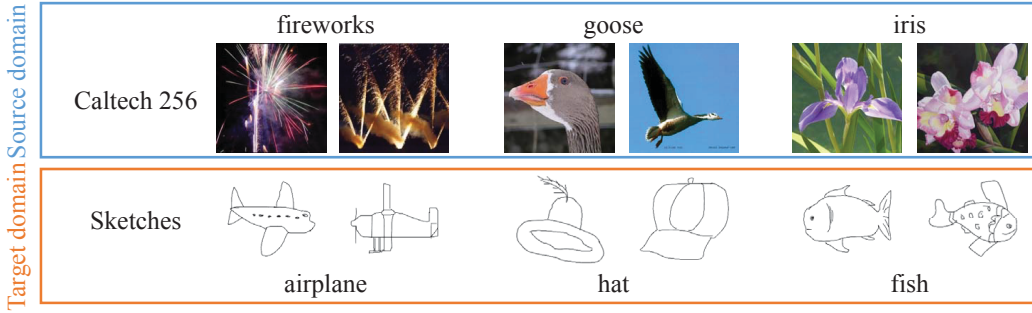 Source domain
fireworks
goose
iris
Caltech 256
Target domain
Sketches
airplane
hat
fish